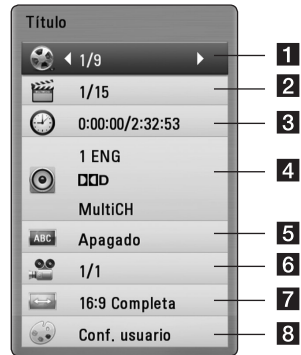 Título
1/9
1
1/15
2
0:00:00/2:32:53
3
1 ENG
DD D
MultiCH
4
ABC
Apagado
5
1/1
6
16:9 Completa
7
Conf. usuario
8